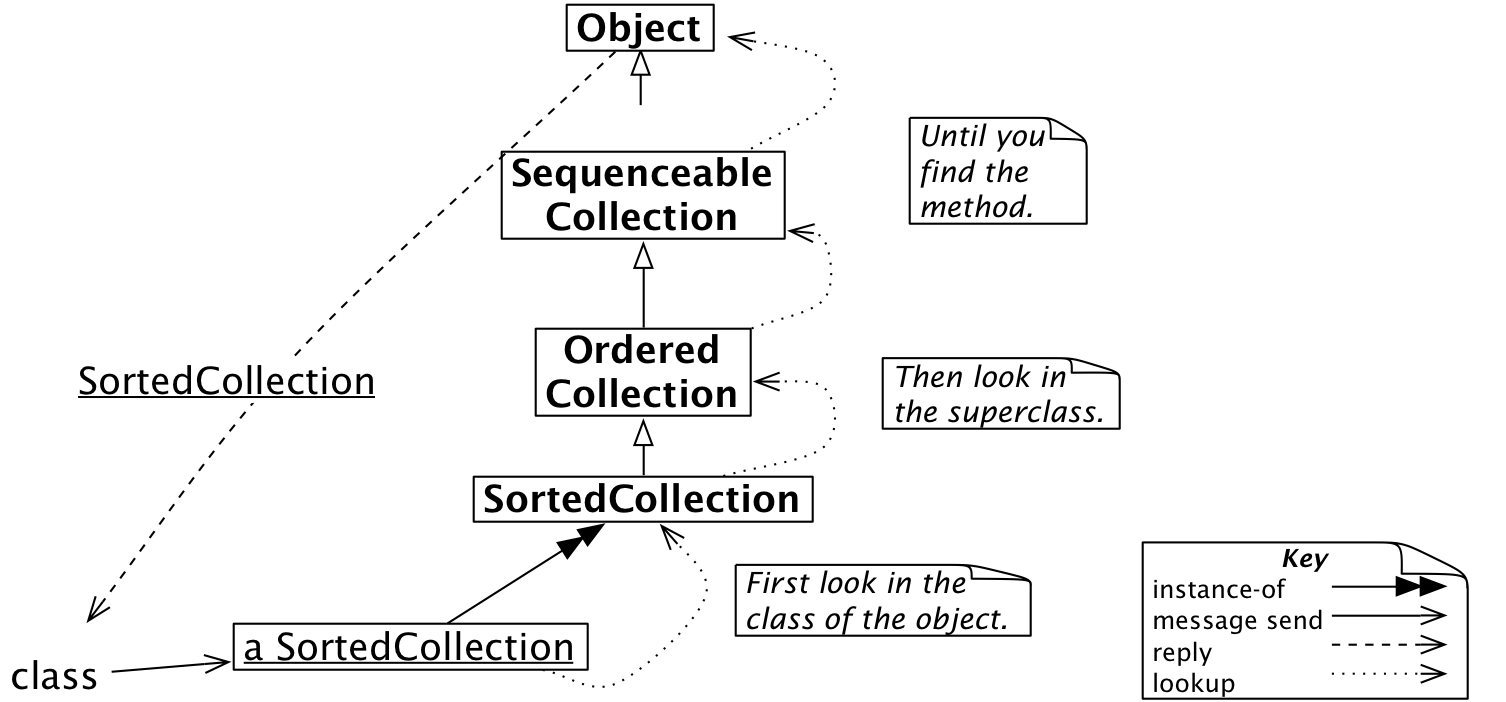 Object
Until you
find the
method.
Sequenceable
Collection
Ordered
Collection
Then look in
the superclass.
SortedCollection
SortedCollection
First look in the
class of the object.
a SortedCollection
class
Key
instance-of
message send
reply
lookup